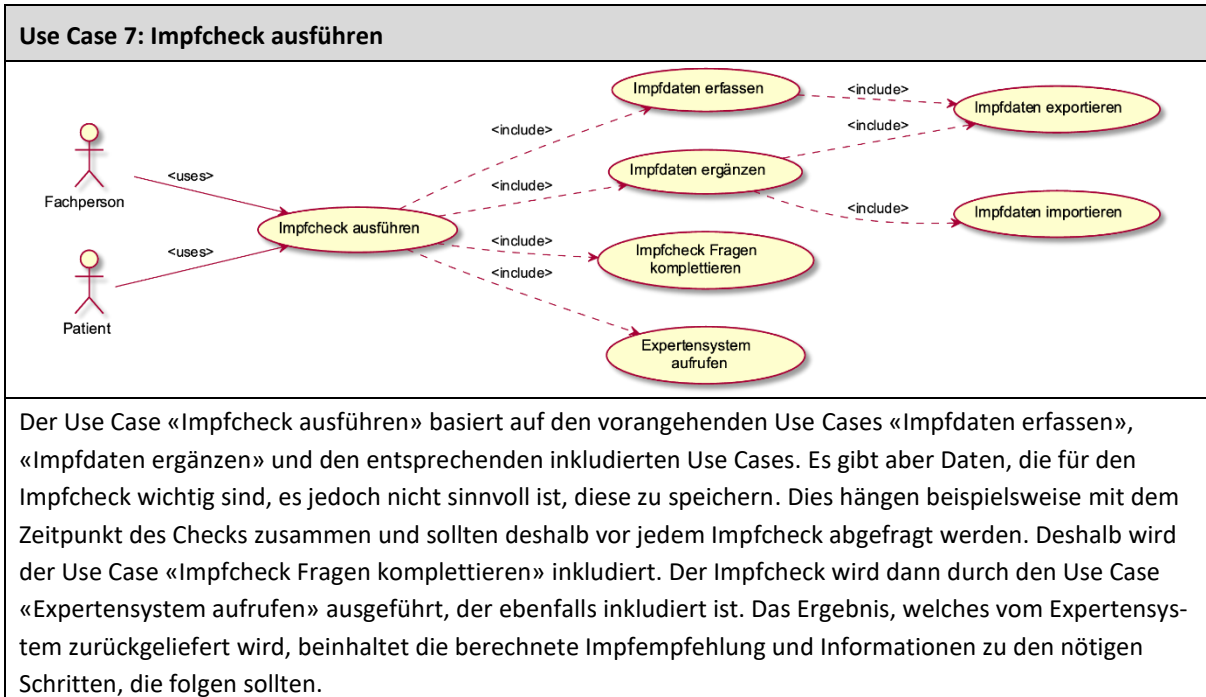 Use Case 7: Impfcheck ausführen
Impfdaten erfassen
<include>
Impfdaten exportieren
<include>
<include>
Fachperson
<uses>
Impfdaten ergänzen
<include>
<include>
Impfdaten importieren
Impfcheck ausführen
<uses>
<include>
Impfcheck Fragen
komplettieren
<include>
Patient
Expertensystem
aufrufen
Der Use Case «Impfcheck ausführen» basiert auf den vorangehenden Use Cases «Impfdaten erfassen»,
«Impfdaten ergänzen» und den entsprechenden inkludierten Use Cases. Es gibt aber Daten, die für den
Impfcheck wichtig sind, es jedoch nicht sinnvoll ist, diese zu speichern. Dies hängen beispielsweise mit dem
Zeitpunkt des Checks zusammen und sollten deshalb vor jedem Impfcheck abgefragt werden. Deshalb wird
der Use Case «Impfcheck Fragen komplettieren» inkludiert. Der Impfcheck wird dann durch den Use Case
«Expertensystem aufrufen» ausgeführt, der ebenfalls inkludiert ist. Das Ergebnis, welches vom Expertensys-
tem zurückgeliefert wird, beinhaltet die berechnete Impfempfehlung und Informationen zu den nötigen
Schritten, die folgen sollten.